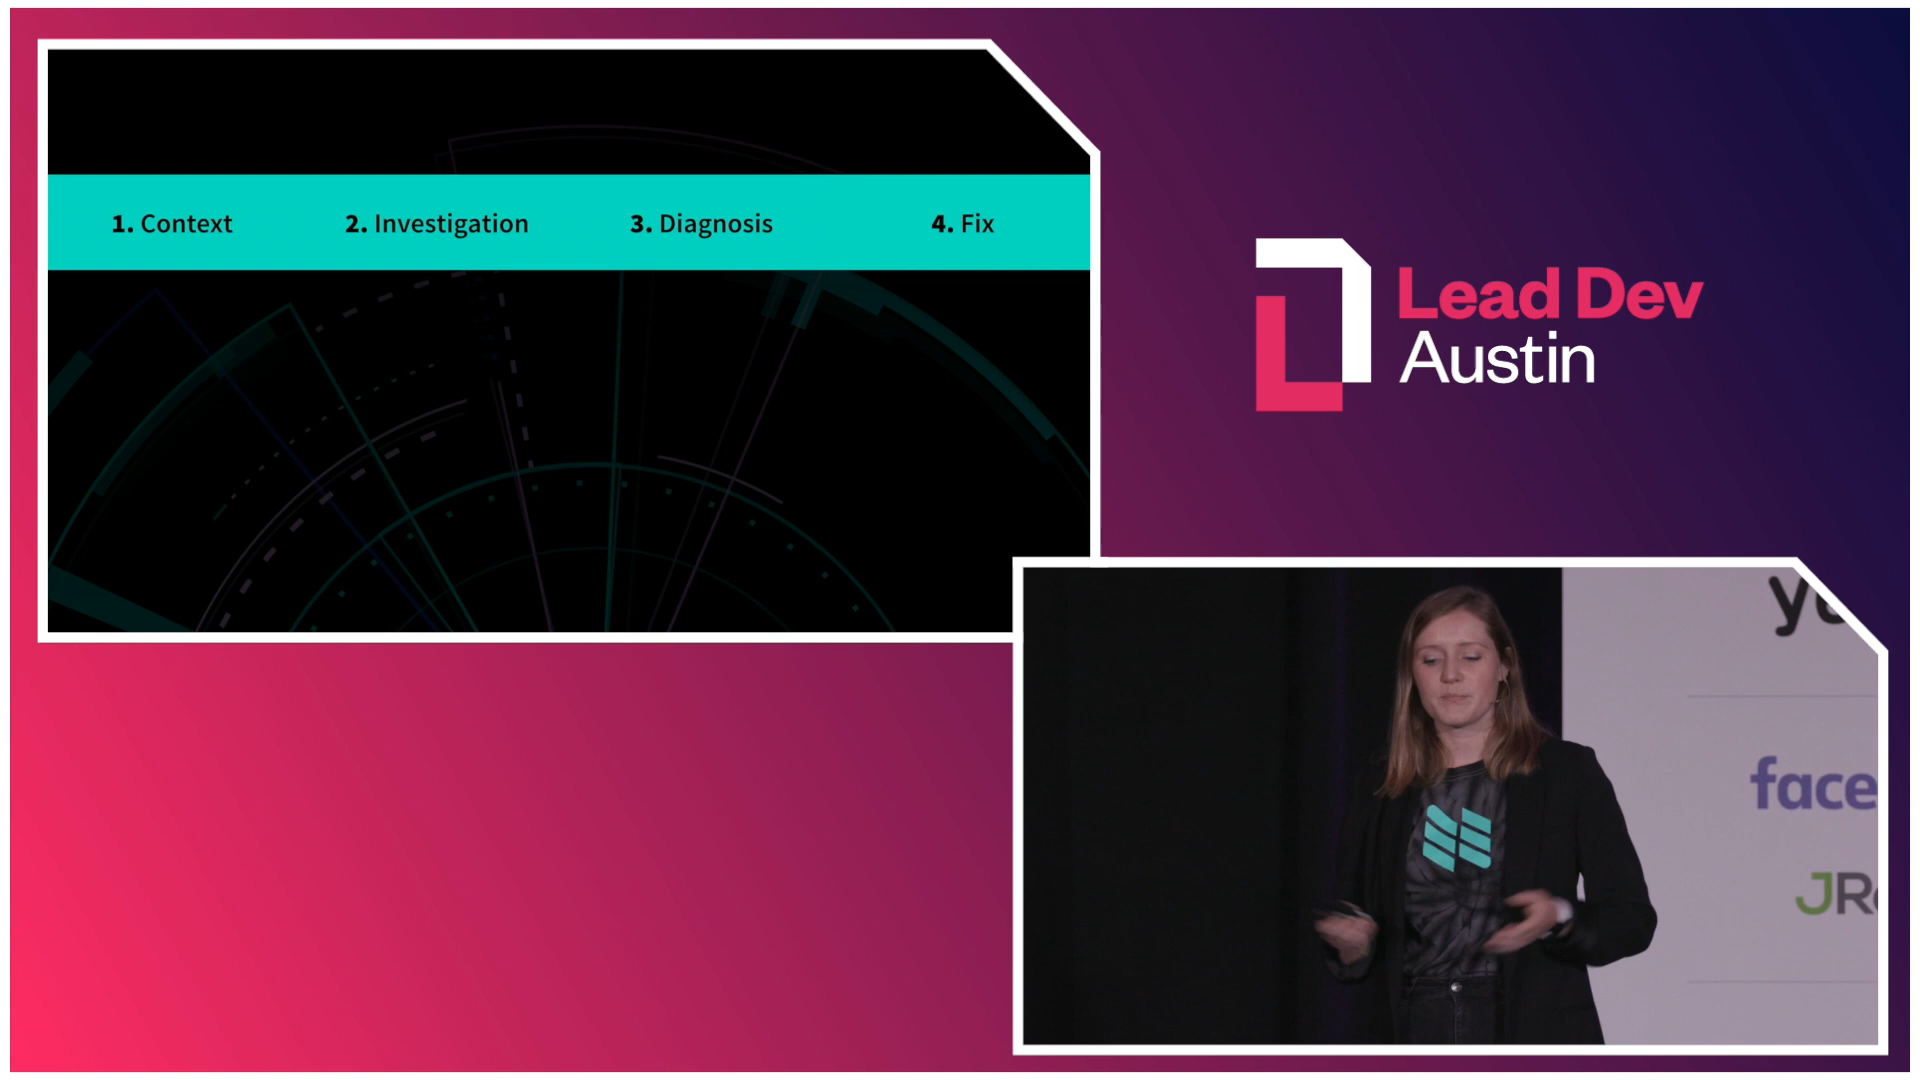 1. Context 2. Investigation 3. Diagnosis 4. Fix
Lead Dev
Austin
face